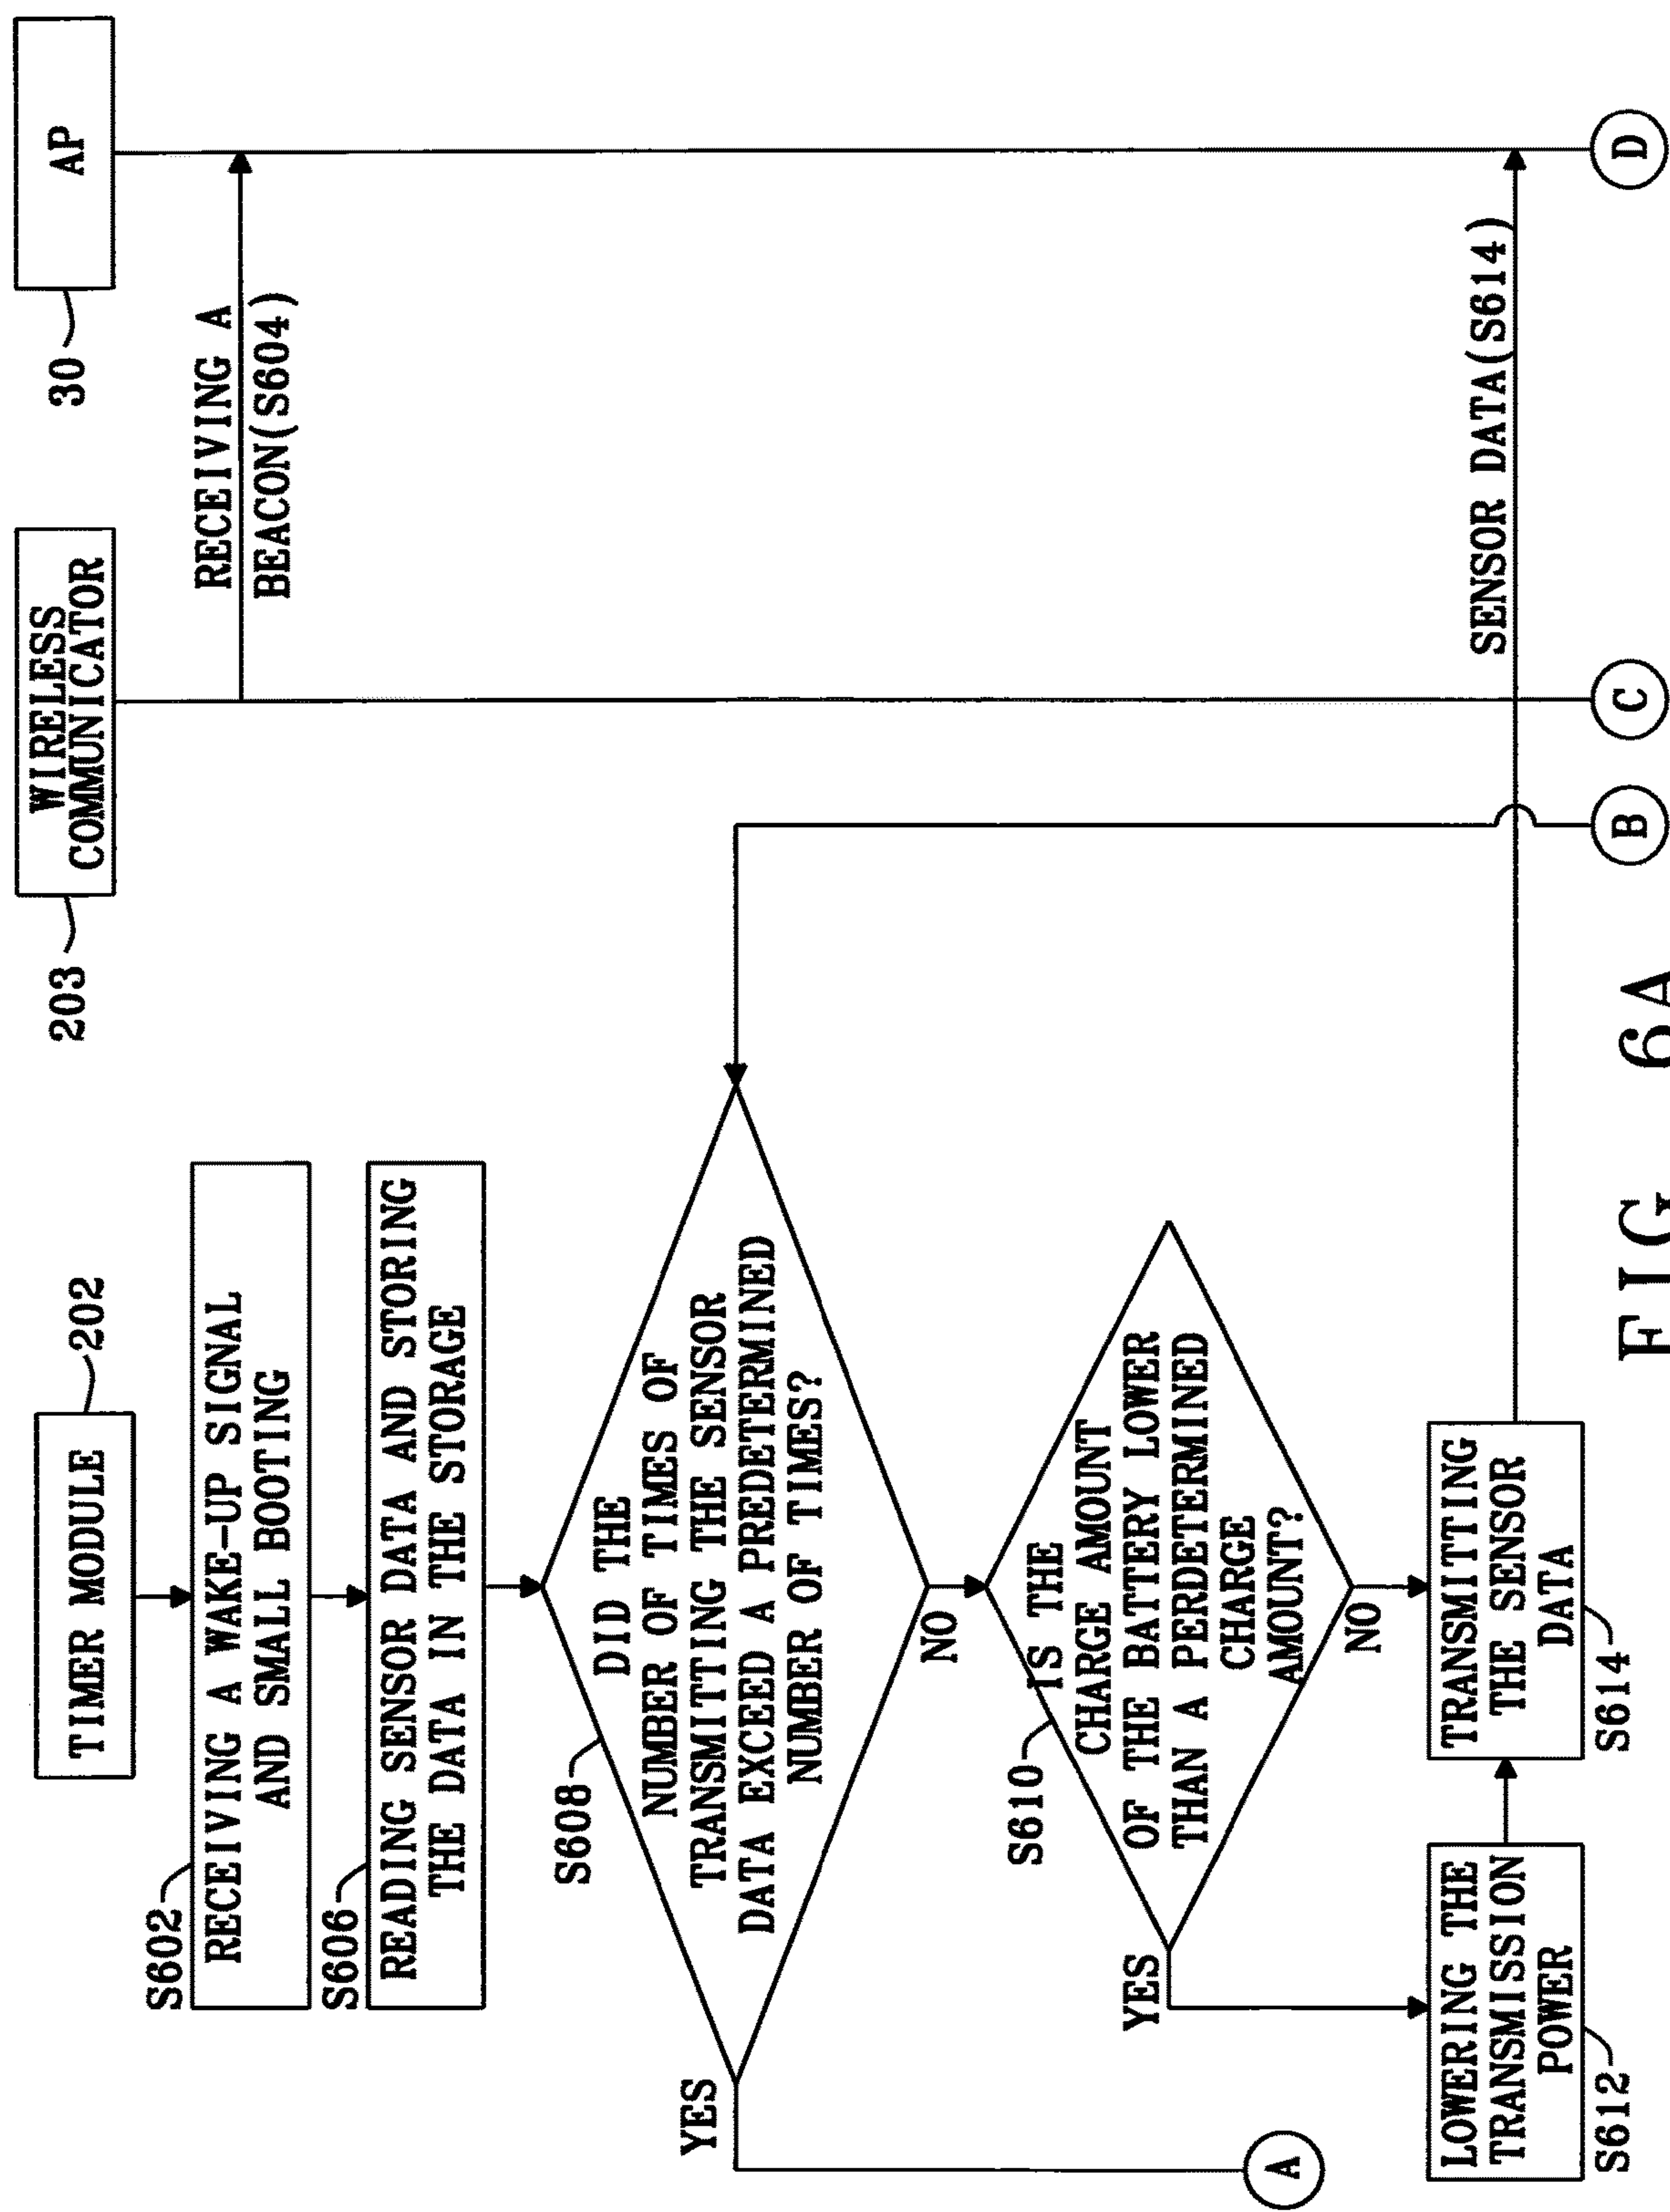 TIMER MODULE
202
203
WIRELESS
COMMUNICATOR
30
AP
S602
RECEIVING A WAKE-UP SIGNAL
AND SMALL BOOTING
RECEIVING A
BEACON(S604)
S606
READING SENSOR DATA AND STORING
THE DATA IN THE STORAGE
S608
DID THE
NUMBER OF TIMES OF
TRANSMITTING THE SENSOR
DATA EXCEED A PREDETERMINED
NUMBER OF TIMES?
YES
NO
S610
IS THE
CHARGE AMOUNT
OF THE BATTERY LOWER
THAN A PERDETERMINED
CHARGE
AMOUNT?
YES
NO
A
LOWERING THE
TRANSMISSION
POWER
S612
TRANSMITTING
THE SENSOR
DATA
S614
SENSOR DATA(S614)
B
C
D
FIG 6A